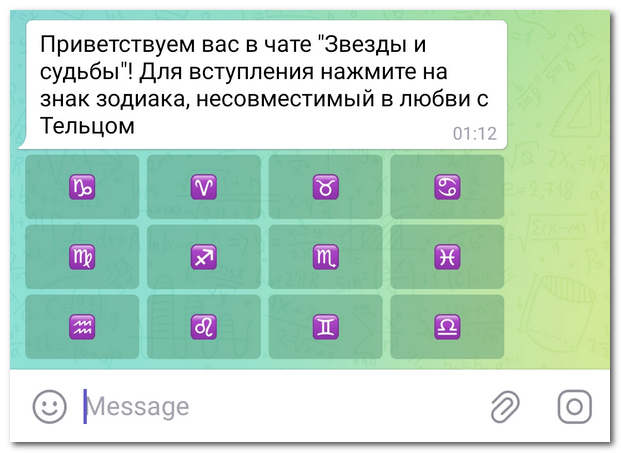 Приветствуем вас в чате "Звезды и
судьбы"! Для вступления нажмите на
знак зодиака, несовместимый в любви с
Тельцом
01:12
♑ ♈ ♉ ♋
♍ ♐ ♏ ♓
♒ ♌ ♊ ♎
Message